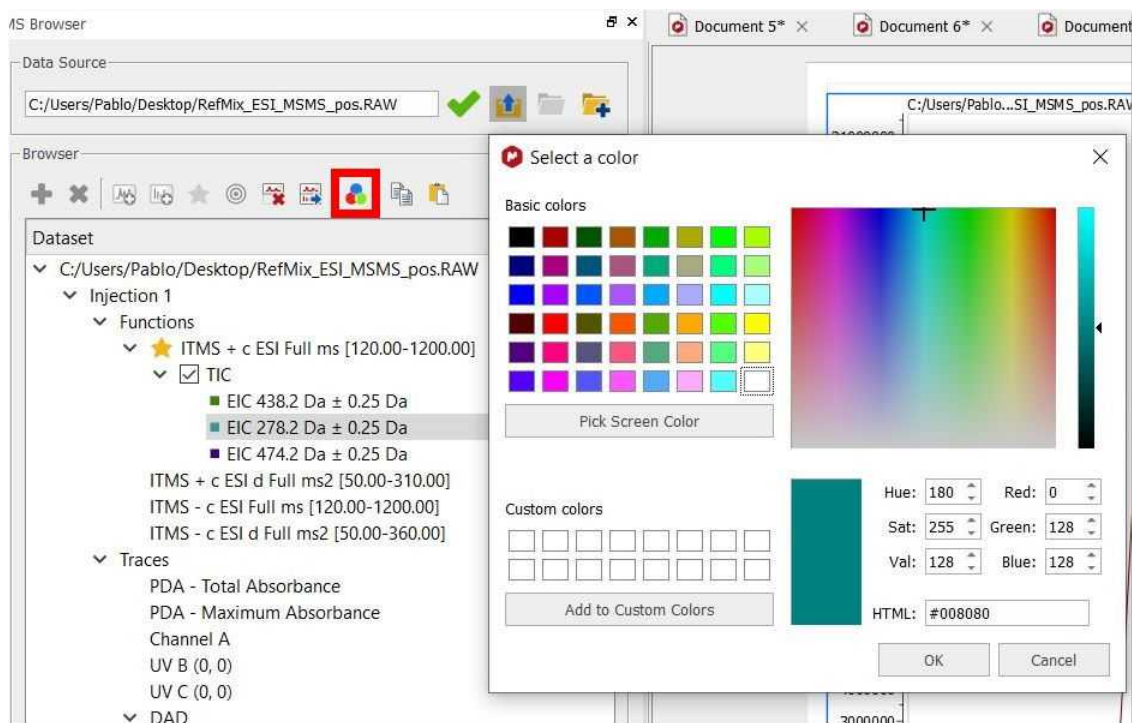 MS Browser
Document 5*
Document 6*
Document
Data Source
C:/Users/Pablo/Desktop/RefMix_ESI_MSMS_pos.RAW
C:/Users/Pablo...SI_MSMS_pos.RAW
Browser
Select a color
Basic colors
Dataset
C:/Users/Pablo/Desktop/RefMix_ESI_MSMS_pos.RAW
Injection 1
Functions
ITMS + c ESI Full ms [120.00-1200.00]
TIC
EIC 438.2 Da ± 0.25 Da
EIC 278.2 Da ± 0.25 Da
EIC 474.2 Da ± 0.25 Da
ITMS + c ESI d Full ms2 [50.00-310.00]
ITMS - c ESI Full ms [120.00-1200.00]
ITMS - c ESI d Full ms2 [50.00-360.00]
Traces
PDA - Total Absorbance
PDA - Maximum Absorbance
Channel A
UV B (0, 0)
UV C (0, 0)
DAD
Pick Screen Color
Custom colors
Add to Custom Colors
Hue: 180 Red: 0
Sat: 255 Green: 128
Val: 128 Blue: 128
HTML: #008080
OK Cancel
3000000